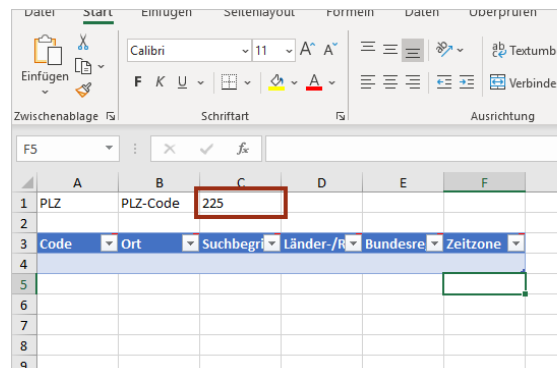 Datei Start Einfügen Seitenlayout Formeln Daten Überprüfen
Calibri 11 A A ab Textumb
Einfügen
F K U A Verbinde
Zwischenablage Schriftart Ausrichtung
F5 fx
A B C D E F
1 PLZ PLZ-Code 225
2
3 Code Ort Suchbegri Länder-/R Bundesre Zeitzone
4
5
6
7
8
9